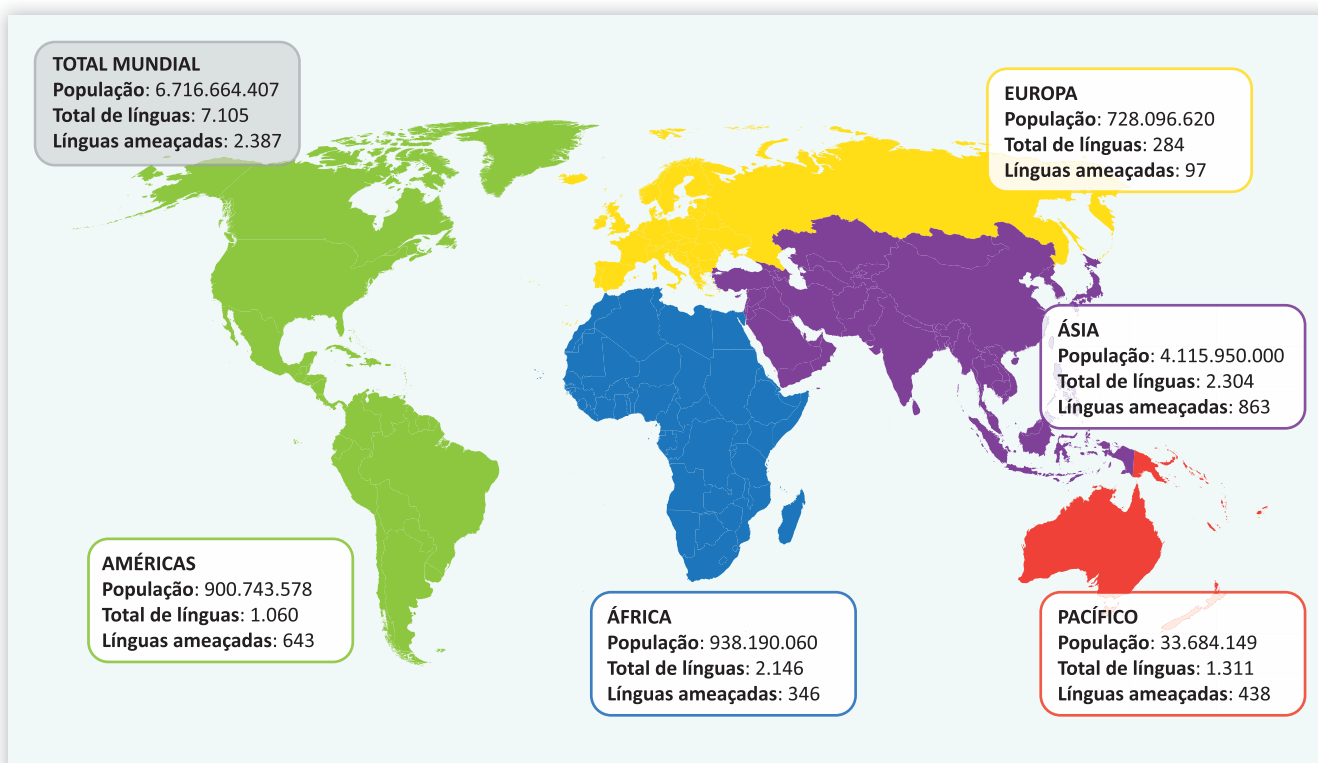 TOTAL MUNDIAL
População: 6.716.664.407
Total de línguas: 7.105
Línguas ameaçadas: 2.387
EUROPA
População: 728.096.620
Total de línguas: 284
Línguas ameaçadas: 97
ÁSIA
População: 4.115.950.000
Total de línguas: 2.304
Línguas ameaçadas: 863
AMÉRICAS
População: 900.743.578
Total de línguas: 1.060
Línguas ameaçadas: 643
ÁFRICA
População: 938.190.060
Total de línguas: 2.146
Línguas ameaçadas: 346
PACÍFICO
População: 33.684.149
Total de línguas: 1.311
Línguas ameaçadas: 438